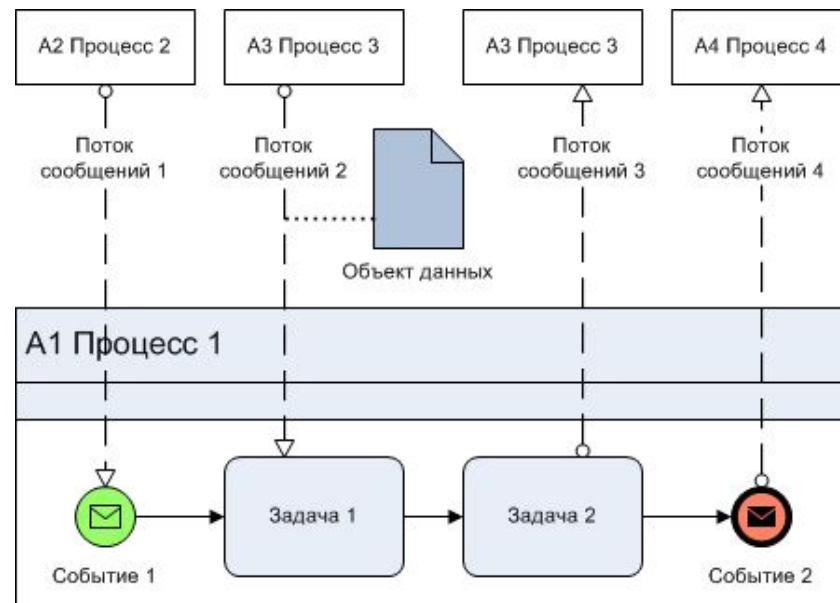 А2 Процесс 2
А3 Процесс 3
А3 Процесс 3
А4 Процесс 4
Поток
сообщений 1
Поток
сообщений 2
Поток
сообщений 3
Поток
сообщений 4
Объект данных
А1 Процесс 1
Задача 1
Задача 2
Событие 1
Событие 2